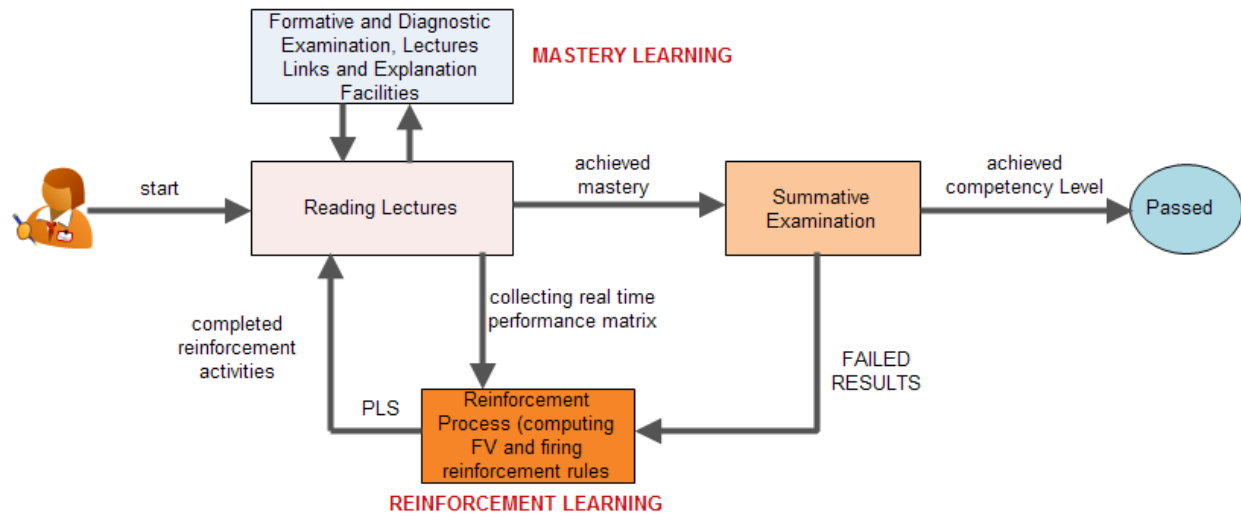 Formative and Diagnostic
Examination, Lectures
Links and Explanation
Facilities
MASTERY LEARNING
start
Reading Lectures
achieved
mastery
Summative
Examination
achieved
competency Level
Passed
collecting real time
performance matrix
completed
reinforcement
activities
FAILED
RESULTS
PLS
Reinforcement
Process (computing
FV and firing
reinforcement rules
REINFORCEMENT LEARNING